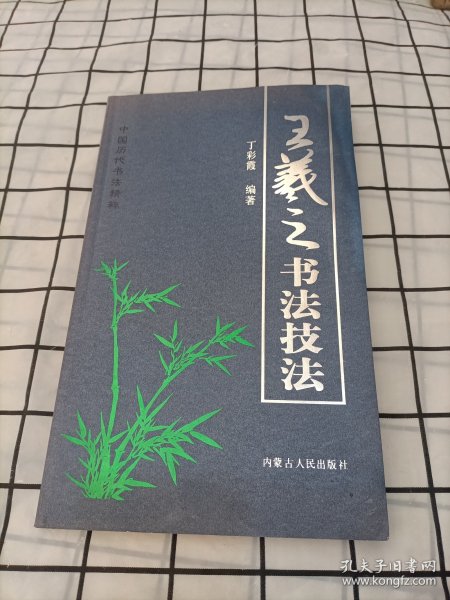 王羲之书法技法
丁彩霞 编著
中国历代书法精粹
内蒙古人民出版社
孔夫子旧书网
www.kongfz.com